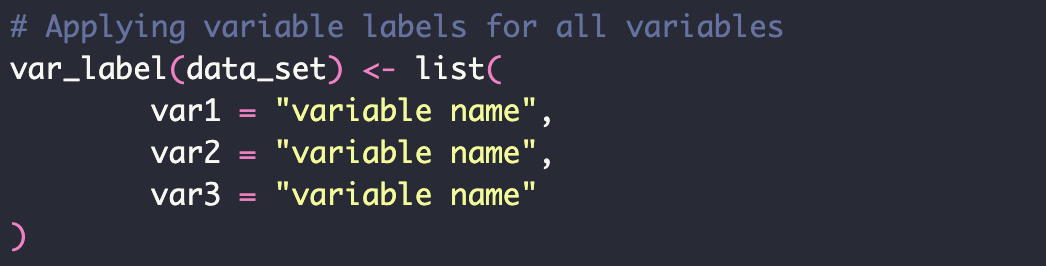 # Applying variable labels for all variables
var_label(data_set) <- list(
        var1 = "variable name",
        var2 = "variable name",
        var3 = "variable name"
)